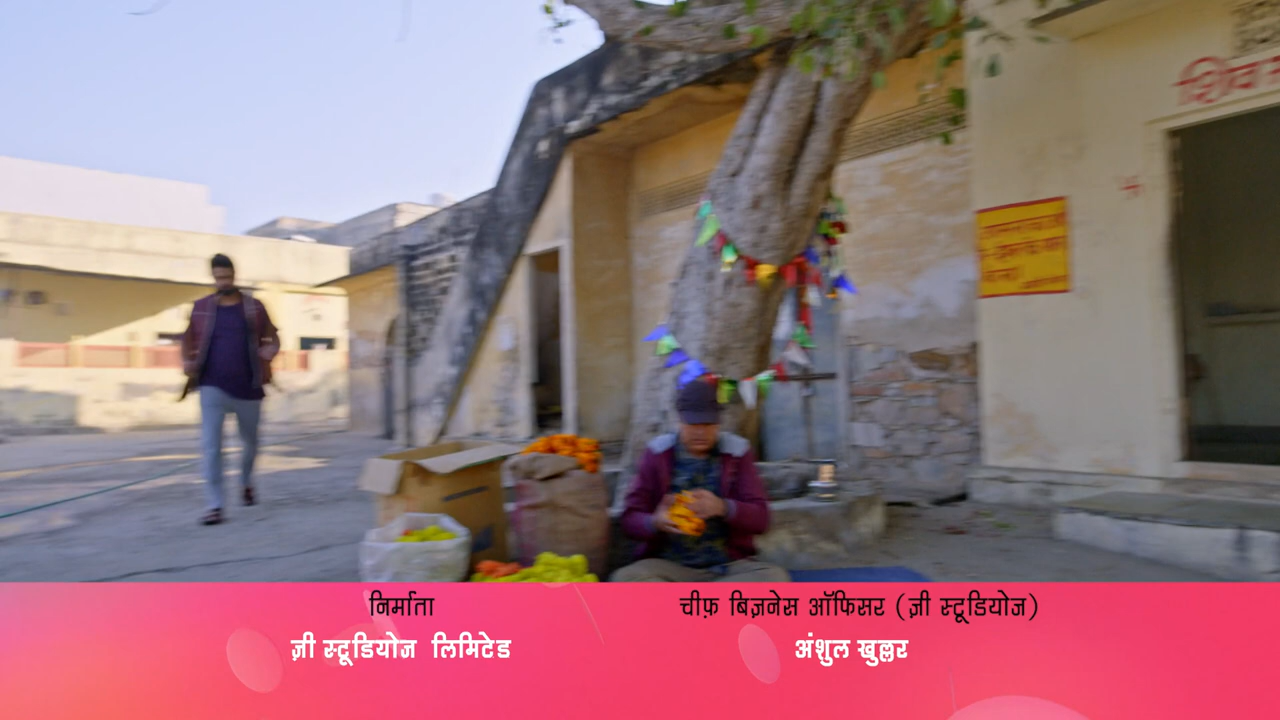 शिव
निर्माता
ज़ी स्टूडियोज़ लिमिटेड
चीफ़ बिज़नेस ऑफिसर (ज़ी स्टूडियोज़)
अंशुल खुल्लर